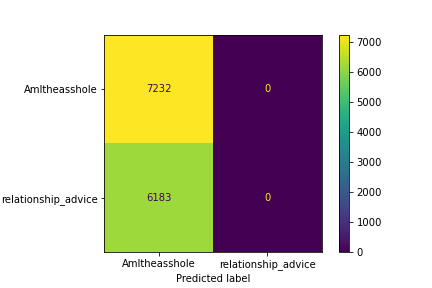 AmItheasshole
7232
0
relationship_advice
6183
0
AmItheasshole
relationship_advice
Predicted label
7000
6000
5000
4000
3000
2000
1000
0